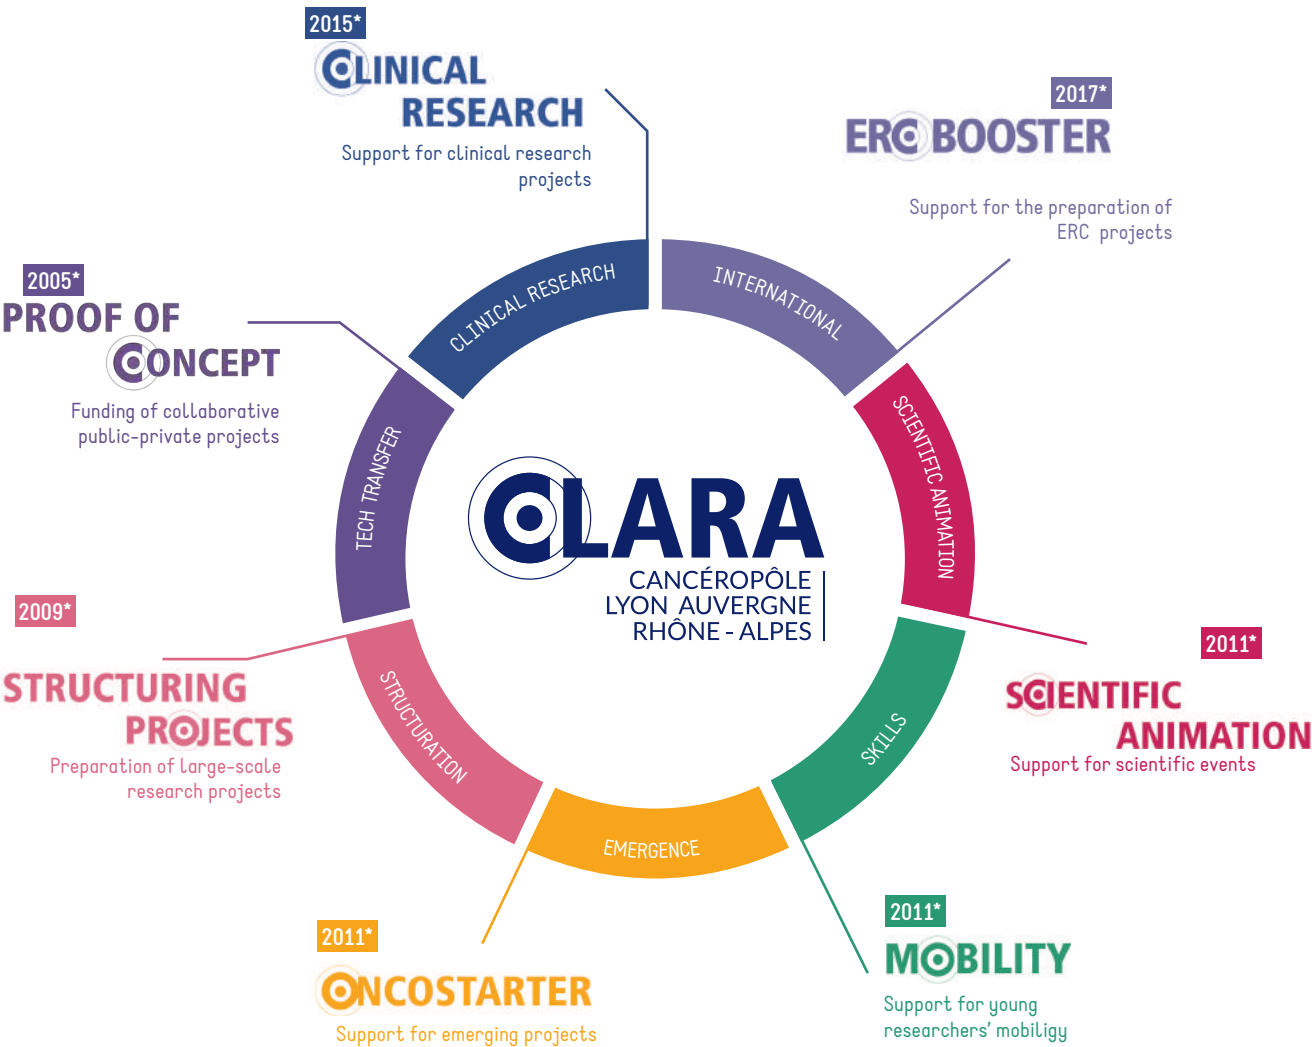 2015*
CLINICAL
RESEARCH
Support for clinical research
projects
2017*
ERC BOOSTER
Support for the preparation of
ERC projects
2005*
PROOF OF
CONCEPT
Funding of collaborative
public-private projects
CLINICAL RESEARCH
INTERNATIONAL
TECH TRANSFER
SCIENTIFIC ANIMATION
CLARA
CANCÉROPÔLE
LYON AUVERGNE
RHÔNE - ALPES
2009*
STRUCTURING
PROJECTS
Preparation of large-scale
research projects
STRUCTURATION
SKILLS
EMERGENCE
2011*
SCIENTIFIC
ANIMATION
Support for scientific events
2011*
ONCOSTARTER
Support for emerging projects
2011*
MOBILITY
Support for young
researchers' mobiligy